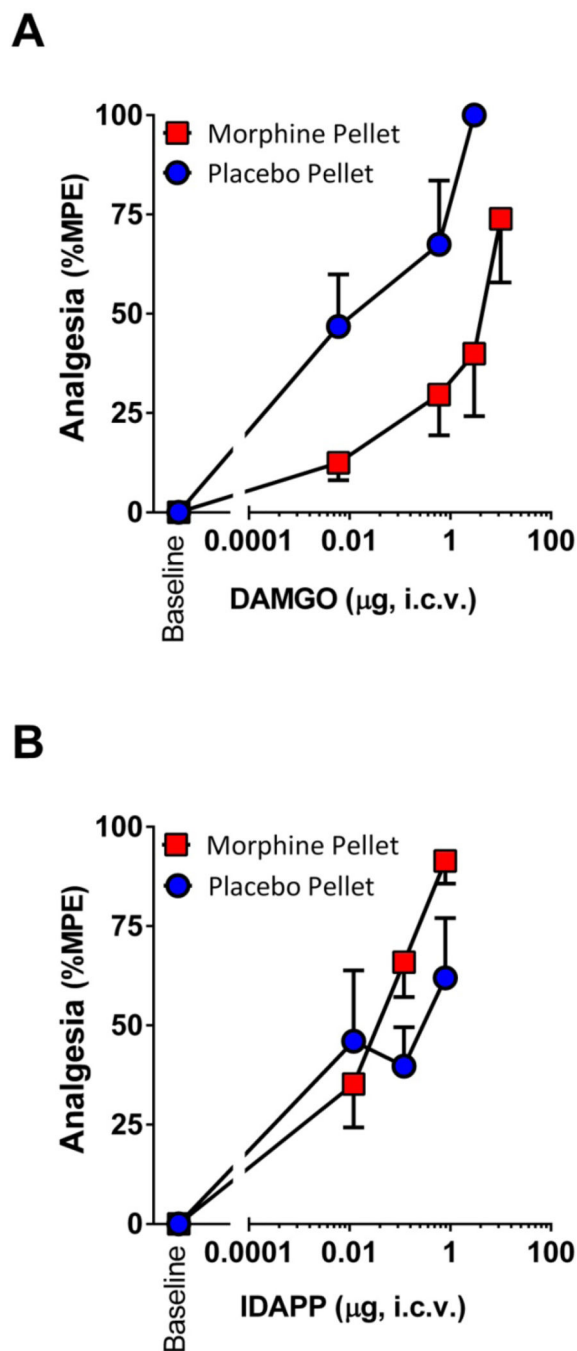 A
Morphine Pellet
Placebo Pellet
100
75
50
25
0
Analgesia (%MPE)
Baseline
0.0001 0.01 1 100
DAMGO (μg, i.c.v.)
B
Morphine Pellet
Placebo Pellet
100
75
50
25
0
Analgesia (%MPE)
Baseline
0.0001 0.01 1 100
IDAPP (μg, i.c.v.)